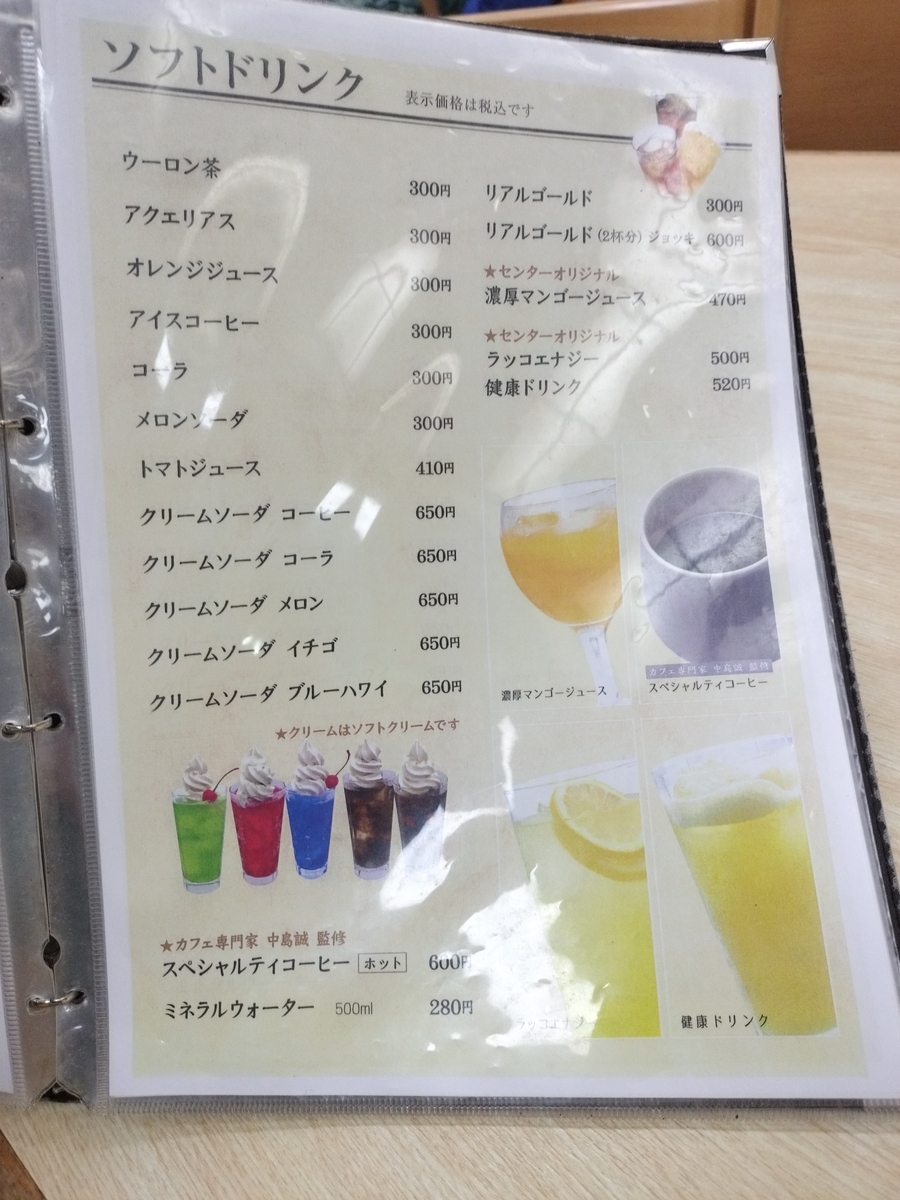 ソフトドリンク
表示価格は税込です
ウーロン茶 300円
アクエリアス 300円
オレンジジュース 300円
アイスコーヒー 300円
コーラ 300円
メロンソーダ 300円
トマトジュース 410円
クリームソーダ コーヒー 650円
クリームソーダ コーラ 650円
クリームソーダ メロン 650円
クリームソーダ イチゴ 650円
クリームソーダ ブルーハワイ 650円
★クリームはソフトクリームです
★カフェ専門家 中島誠 監修
スペシャルティコーヒー ホット 600円
ミネラルウォーター 500ml 280円
リアルゴールド 300円
リアルゴールド (2杯分) ジョッキ 600円
★センターオリジナル
濃厚マンゴージュース 470円
★センターオリジナル
ラッコエナジー 500円
健康ドリンク 520円
濃厚マンゴージュース
カフェ専門家 中島誠 監修
スペシャルティコーヒー
ラッコエナジー
健康ドリンク